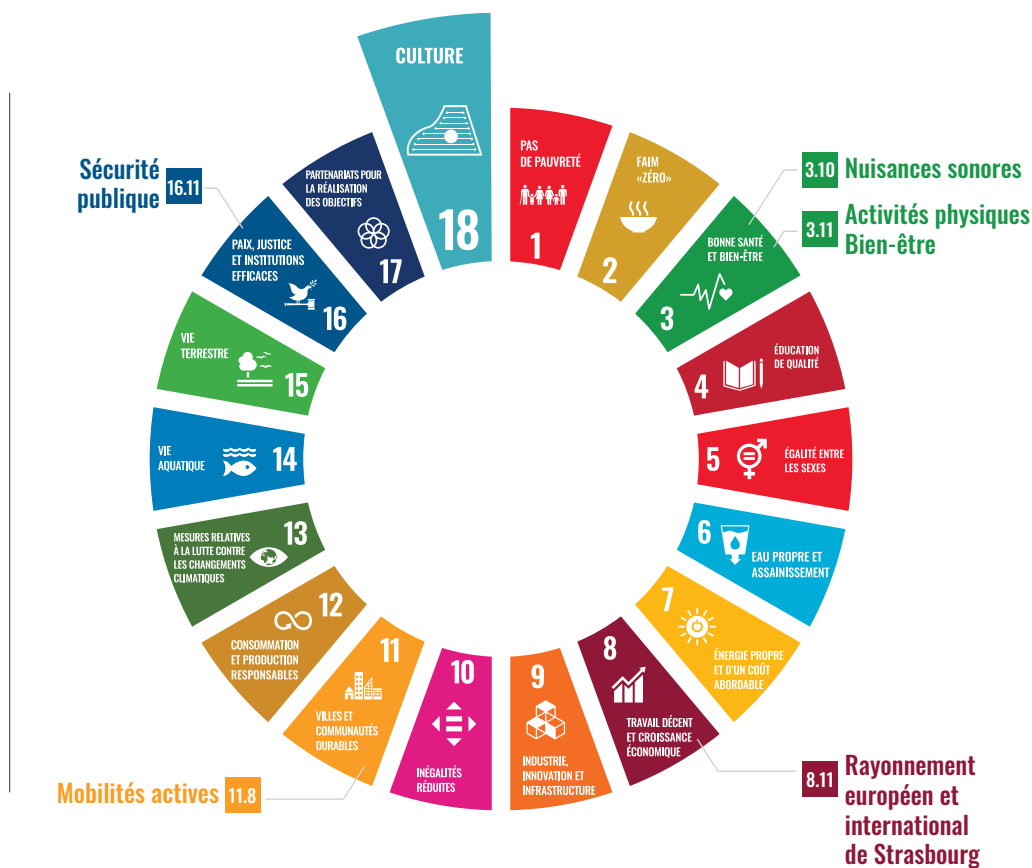 CULTURE
18
PAS
DE PAUVRETÉ
1
FAIM
«ZÉRO»
2
BONNE SANTÉ
ET BIEN-ÊTRE
3
3.10 Nuisances sonores
3.11 Activités physiques
Bien-être
ÉDUCATION
DE QUALITÉ
4
ÉGALITÉ ENTRE
LES SEXES
5
6
EAU PROPRE ET
ASSAINISSEMENT
7
ÉNERGIE PROPRE
ET D'UN COÛT
ABORDABLE
8
TRAVAIL DÉCENT
ET CROISSANCE
ÉCONOMIQUE
8.11 Rayonnement
européen et
international
de Strasbourg
9
INDUSTRIE,
INNOVATION ET
INFRASTRUCTURE
10
INÉGALITÉS
RÉDUITES
11
VILLES ET
COMMUNAUTÉS
DURABLES
Mobilités actives 11.8
12
CONSOMMATION
ET PRODUCTION
RESPONSABLES
13
MESURES RELATIVES
À LA LUTTE CONTRE
LES CHANGEMENTS
CLIMATIQUES
14
VIE
AQUATIQUE
VIE
TERRESTRE
15
PAIX, JUSTICE
ET INSTITUTIONS
EFFICACES
16
Sécurité
publique 16.11
PARTENARIATS POUR
LA RÉALISATION
DES OBJECTIFS
17